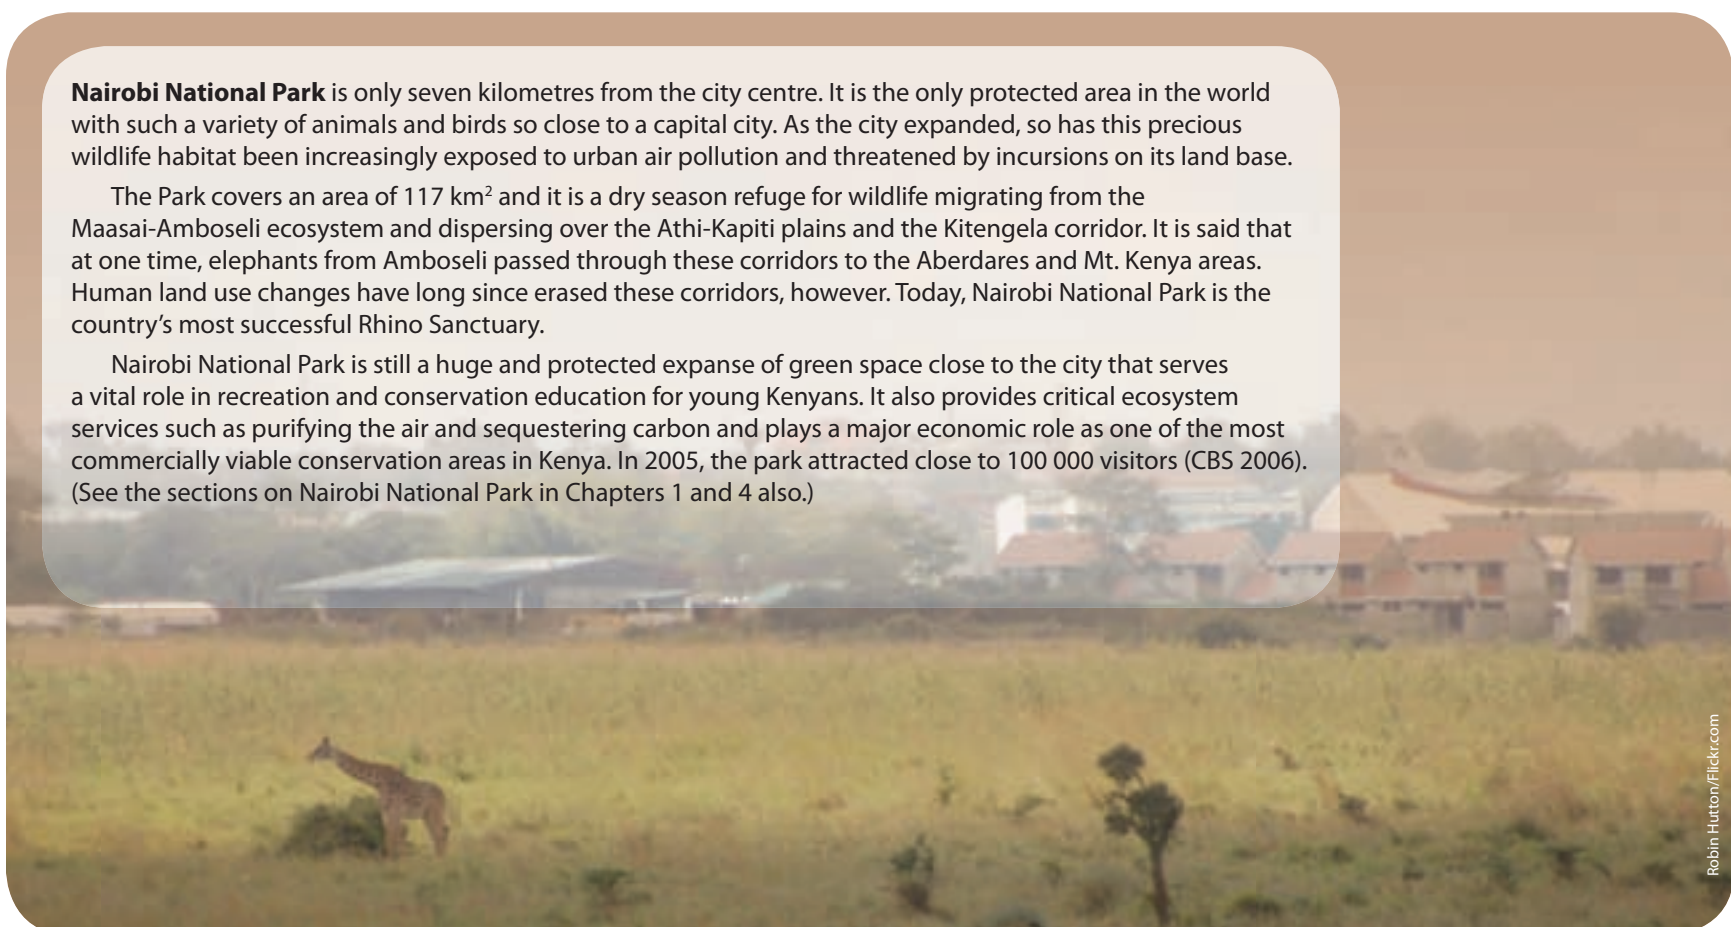 Nairobi National Park is only seven kilometres from the city centre. It is the only protected area in the world
with such a variety of animals and birds so close to a capital city. As the city expanded, so has this precious
wildlife habitat been increasingly exposed to urban air pollution and threatened by incursions on its land base.
The Park covers an area of 117 km² and it is a dry season refuge for wildlife migrating from the
Maasai-Amboseli ecosystem and dispersing over the Athi-Kapiti plains and the Kitengela corridor. It is said that
at one time, elephants from Amboseli passed through these corridors to the Aberdares and Mt. Kenya areas.
Human land use changes have long since erased these corridors, however. Today, Nairobi National Park is the
country’s most successful Rhino Sanctuary.
Nairobi National Park is still a huge and protected expanse of green space close to the city that serves
a vital role in recreation and conservation education for young Kenyans. It also provides critical ecosystem
services such as purifying the air and sequestering carbon and plays a major economic role as one of the most
commercially viable conservation areas in Kenya. In 2005, the park attracted close to 100 000 visitors (CBS 2006).
(See the sections on Nairobi National Park in Chapters 1 and 4 also.)
Robin Hutton/Flickr.com